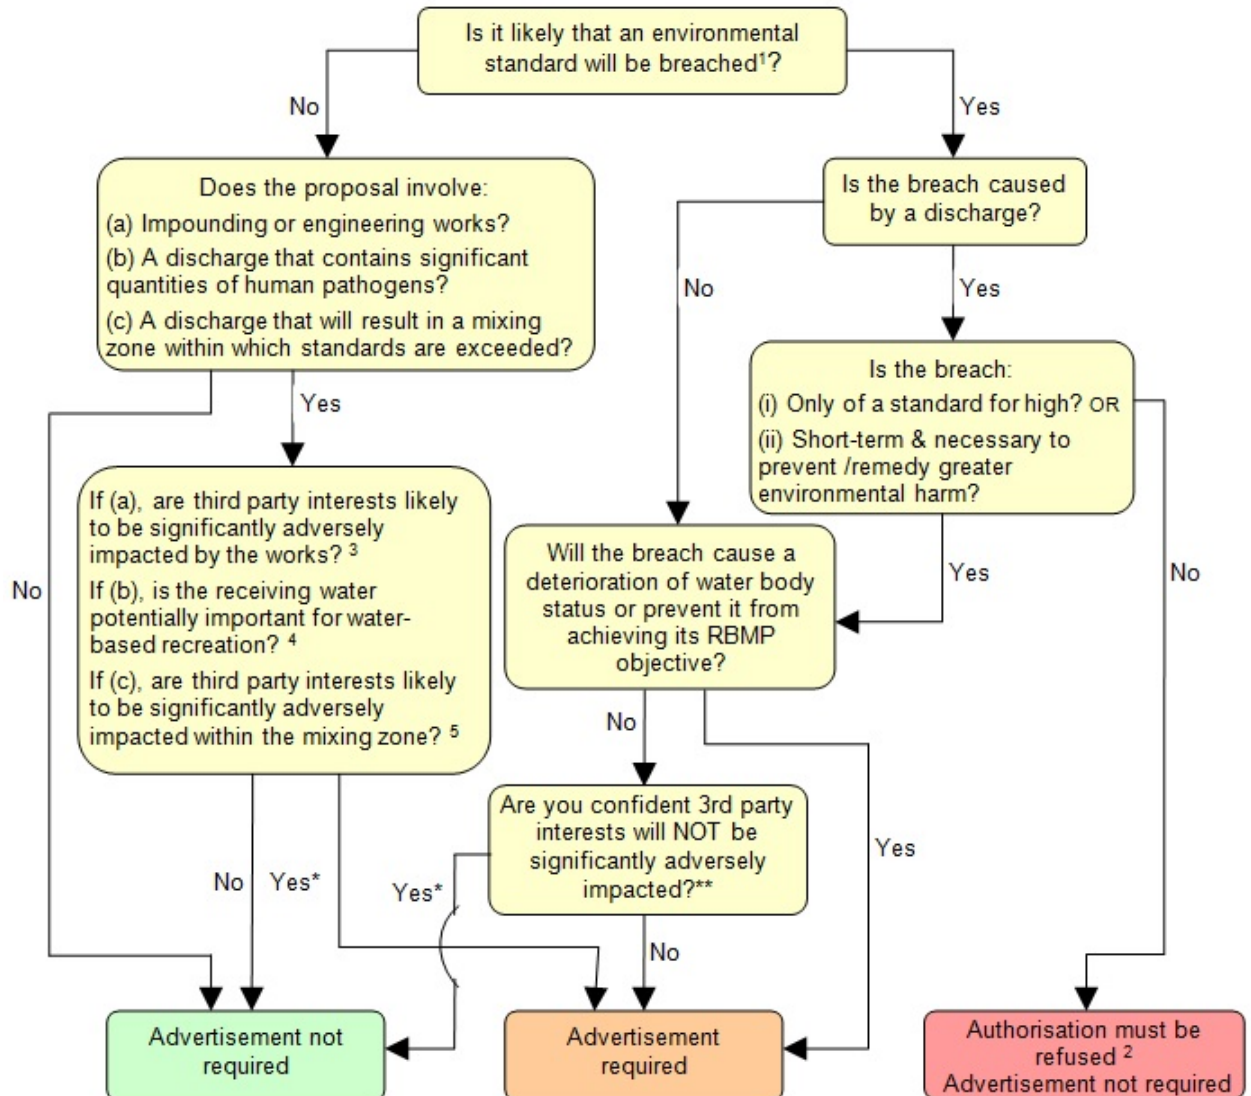 Is it likely that an environmental
standard will be breached¹?
No
Yes
Does the proposal involve:
(a) Impounding or engineering works?
(b) A discharge that contains significant
quantities of human pathogens?
(c) A discharge that will result in a mixing
zone within which standards are exceeded?
Is the breach caused
by a discharge?
No
Yes
Yes
Is the breach:
(i) Only of a standard for high? OR
(ii) Short-term & necessary to
prevent /remedy greater
environmental harm?
If (a), are third party interests likely
to be significantly adversely
impacted by the works? ³
If (b), is the receiving water
potentially important for water-
based recreation? ⁴
If (c), are third party interests likely
to be significantly adversely
impacted within the mixing zone? ⁵
No
Will the breach cause a
deterioration of water body
status or prevent it from
achieving its RBMP
objective?
Yes
No
No
Are you confident 3rd party
interests will NOT be
significantly adversely
impacted?**
Yes
No
Yes*
Yes*
No
Advertisement not
required
Advertisement
required
Authorisation must be
refused ²
Advertisement not required